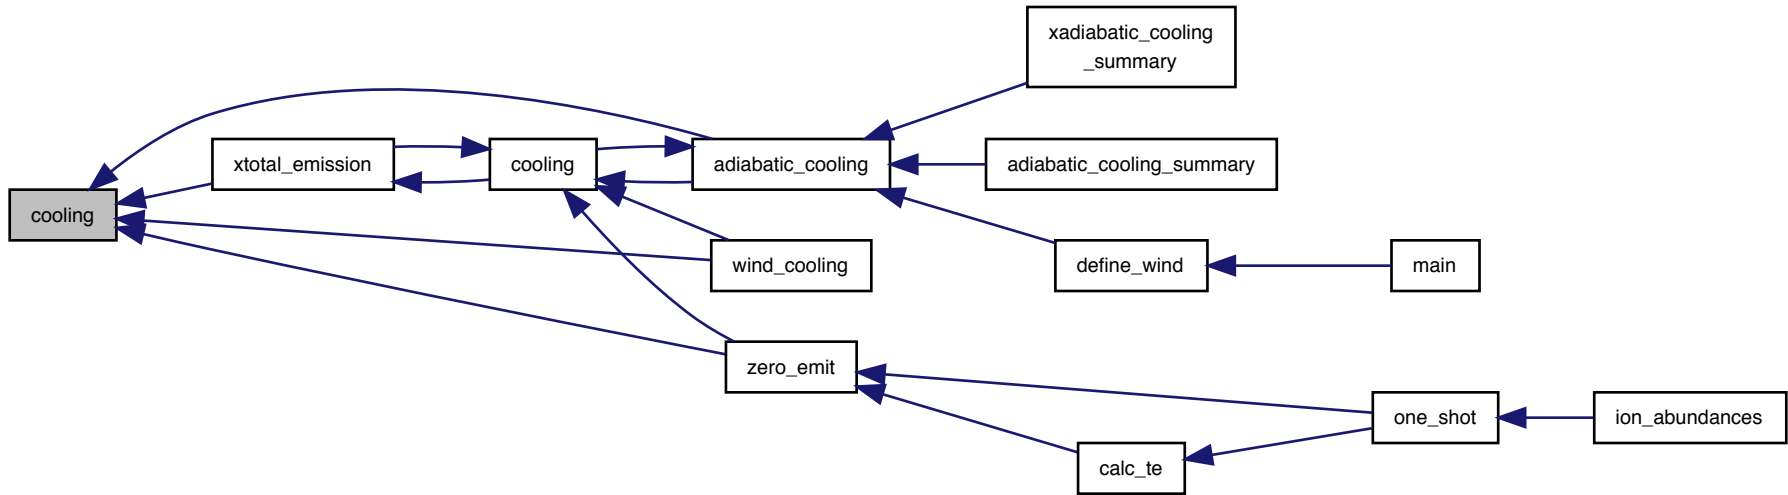 xadiabatic_cooling
_summary
xtotal_emission
cooling
adiabatic_cooling
adiabatic_cooling_summary
cooling
wind_cooling
define_wind
main
zero_emit
one_shot
ion_abundances
calc_te